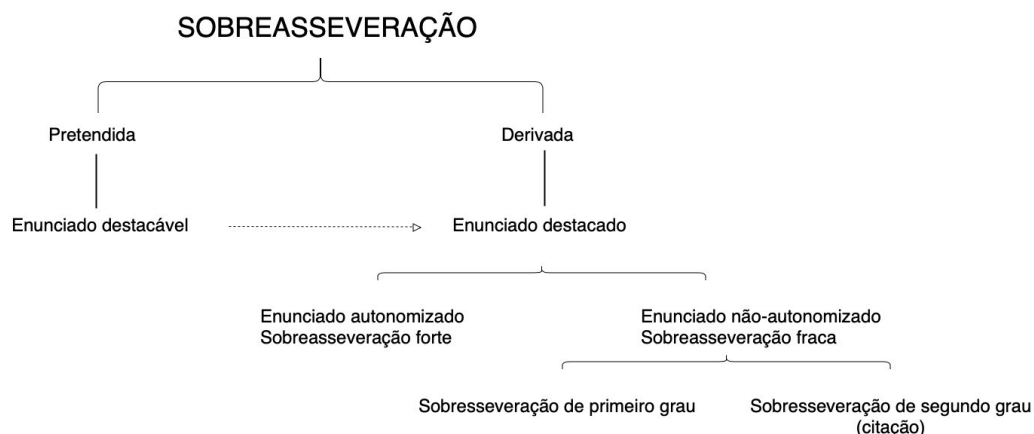 SOBREASSEVERAÇÃO
Pretendida
Derivada
Enunciado destacável
Enunciado destacado
Enunciado autonomizado
Sobreasseveração forte
Enunciado não-autonomizado
Sobreasseveração fraca
Sobresseveração de primeiro grau
Sobresseveração de segundo grau
(citação)